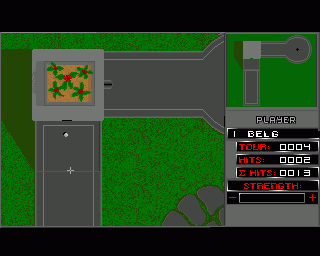 PLAYER
1 BELG
TOUR: 0004
HITS: 0002
Σ HITS: 0013
STRENGTH:
- +